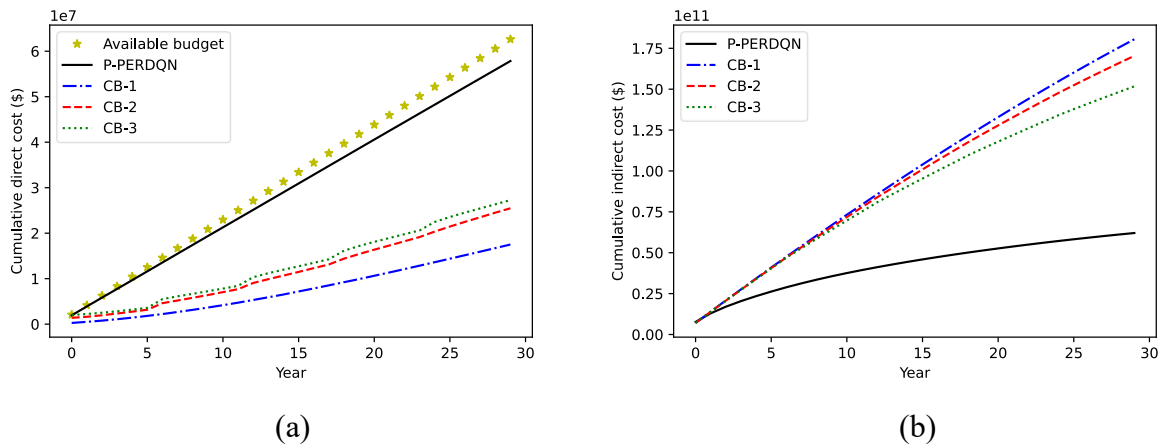 1e7
Cumulative direct cost ($)
6
5
4
3
2
1
0
Available budget
P-PERDQN
CB-1
CB-2
CB-3
0 5 10 15 20 25 30
Year
(a)
1e11
Cumulative indirect cost ($)
1.75
1.50
1.25
1.00
0.75
0.50
0.25
0.00
P-PERDQN
CB-1
CB-2
CB-3
0 5 10 15 20 25 30
Year
(b)